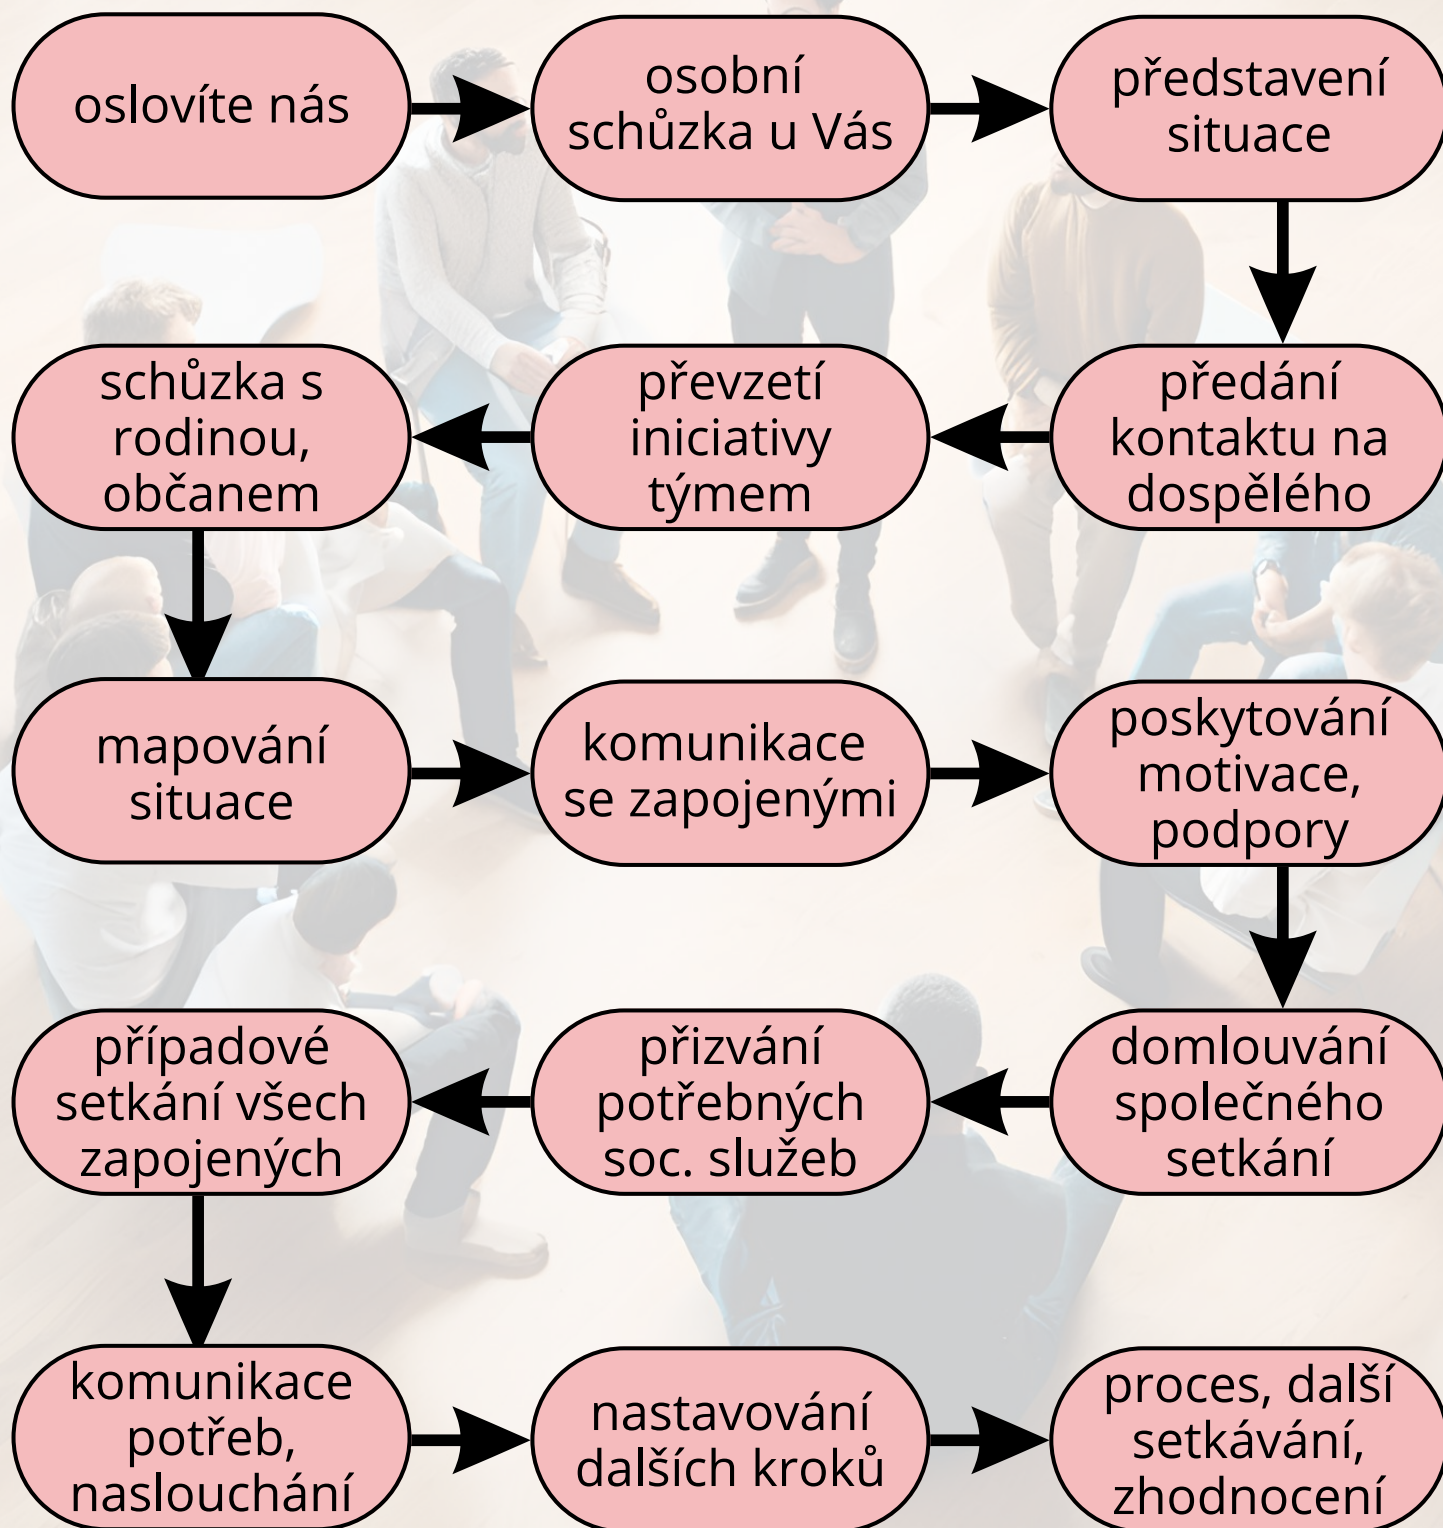 oslovíte nás
osobní
schůzka u Vás
představení
situace
předání
kontaktu na
dospělého
převzetí
iniciativy
týmem
schůzka s
rodinou,
občanem
mapování
situace
komunikace
se zapojenými
poskytování
motivace,
podpory
domlouvání
společného
setkání
přizvání
potřebných
soc. služeb
případové
setkání všech
zapojených
komunikace
potřeb,
naslouchání
nastavování
dalších kroků
proces, další
setkávání,
zhodnocení